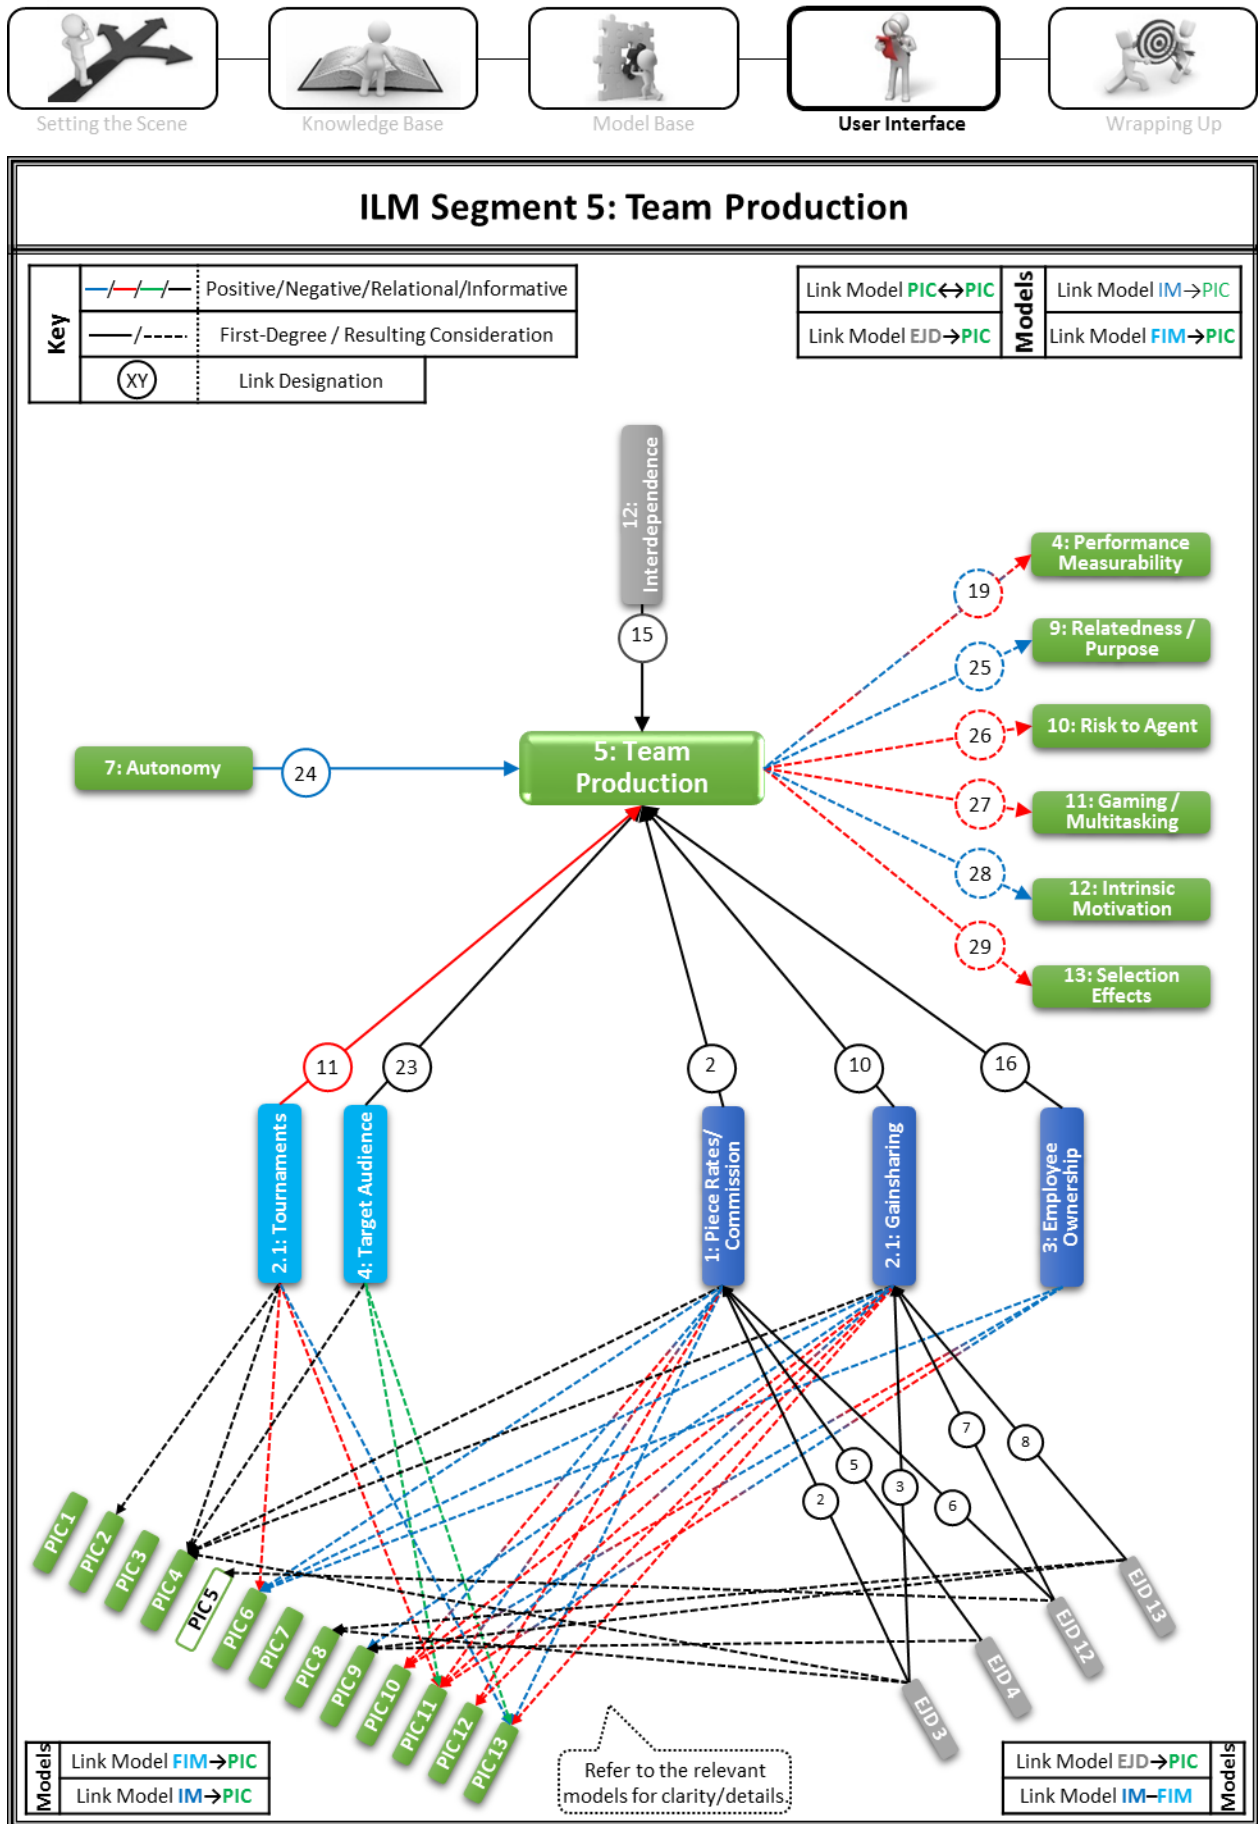 Setting the Scene
Knowledge Base
Model Base
User Interface
Wrapping Up
ILM Segment 5: Team Production
Key
—/—/—/— Positive/Negative/Relational/Informative
—/----- First-Degree / Resulting Consideration
XY Link Designation
Link Model PIC↔PIC
Link Model EJD→PIC
Models
Link Model IM→PIC
Link Model FIM→PIC
12:
Interdependence
15
4: Performance
Measurability
19
9: Relatedness /
Purpose
25
10: Risk to Agent
26
7: Autonomy
24
5: Team
Production
11: Gaming /
Multitasking
27
12: Intrinsic
Motivation
28
13: Selection
Effects
29
11
23
2
10
16
2.1: Tournaments
4: Target Audience
1: Piece Rates/
Commission
2.1: Gainsharing
3: Employee
Ownership
2
5
3
6
7
8
PIC 1
PIC 2
PIC 3
PIC 4
PIC 5
PIC 6
PIC 7
PIC 8
PIC 9
PIC 10
PIC 11
PIC 12
PIC 13
EJD 3
EJD 4
EJD 12
EJD 13
Models
Link Model FIM→PIC
Link Model IM→PIC
Refer to the relevant
models for clarity/details.
Link Model EJD→PIC
Link Model IM–FIM
Models